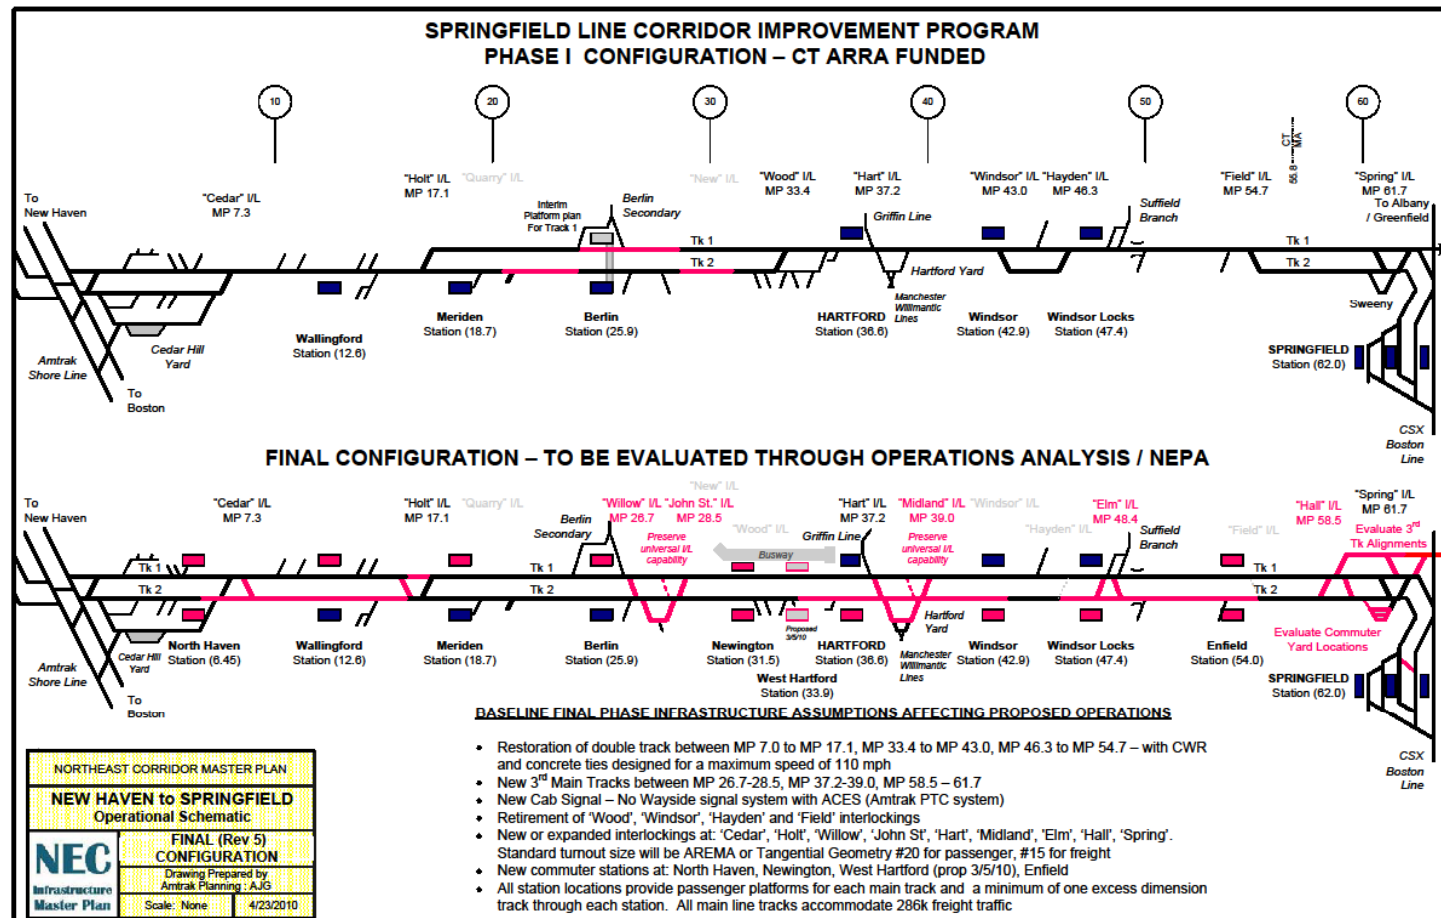 SPRINGFIELD LINE CORRIDOR IMPROVEMENT PROGRAM
PHASE I CONFIGURATION – CT ARRA FUNDED
10
20
30
40
50
60
CT
MA
55.8
To
New Haven
"Cedar" I/L
MP 7.3
"Holt" I/L
MP 17.1
"Quarry" I/L
Interim
Platform plan
For Track 1
Berlin
Secondary
"New" I/L
"Wood" I/L
MP 33.4
"Hart" I/L
MP 37.2
Griffin Line
"Windsor" I/L
MP 43.0
"Hayden" I/L
MP 46.3
Suffield
Branch
"Field" I/L
MP 54.7
"Spring" I/L
MP 61.7
To Albany
/ Greenfield
Tk 1
Tk 2
Tk 1
Tk 2
Hartford Yard
Manchester
Willimantic
Lines
Sweeny
Amtrak
Shore Line
Cedar Hill
Yard
To
Boston
Wallingford
Station (12.6)
Meriden
Station (18.7)
Berlin
Station (25.9)
HARTFORD
Station (36.6)
Windsor
Station (42.9)
Windsor Locks
Station (47.4)
SPRINGFIELD
Station (62.0)
CSX
Boston
Line
FINAL CONFIGURATION – TO BE EVALUATED THROUGH OPERATIONS ANALYSIS / NEPA
To
New Haven
"Cedar" I/L
MP 7.3
"Holt" I/L
MP 17.1
"Quarry" I/L
Berlin
Secondary
"Willow" I/L
MP 26.7
"John St." I/L
MP 28.5
Preserve
universal I/L
capability
"New" I/L
"Wood" I/L
Busway
Griffin Line
"Hart" I/L
MP 37.2
"Midland" I/L
MP 39.0
Preserve
universal I/L
capability
"Windsor" I/L
"Hayden" I/L
"Elm" I/L
MP 48.4
Suffield
Branch
"Field" I/L
"Hall" I/L
MP 58.5
"Spring" I/L
MP 61.7
Evaluate 3rd
Tk Alignments
Tk 1
Tk 2
Tk 1
Tk 2
Tk 1
Tk 2
Proposed
3/5/10
Hartford
Yard
Manchester
Willimantic
Lines
Amtrak
Shore Line
Cedar Hill
Yard
To
Boston
North Haven
Station (6.45)
Wallingford
Station (12.6)
Meriden
Station (18.7)
Berlin
Station (25.9)
Newington
Station (31.5)
West Hartford
Station (33.9)
HARTFORD
Station (36.6)
Windsor
Station (42.9)
Windsor Locks
Station (47.4)
Enfield
Station (54.0)
Evaluate Commuter
Yard Locations
SPRINGFIELD
Station (62.0)
CSX
Boston
Line
BASELINE FINAL PHASE INFRASTRUCTURE ASSUMPTIONS AFFECTING PROPOSED OPERATIONS
• Restoration of double track between MP 7.0 to MP 17.1, MP 33.4 to MP 43.0, MP 46.3 to MP 54.7 – with CWR
and concrete ties designed for a maximum speed of 110 mph
• New 3rd Main Tracks between MP 26.7-28.5, MP 37.2-39.0, MP 58.5 – 61.7
• New Cab Signal – No Wayside signal system with ACES (Amtrak PTC system)
• Retirement of 'Wood', 'Windsor', 'Hayden' and 'Field' interlockings
• New or expanded interlockings at: 'Cedar', 'Holt', 'Willow', 'John St', 'Hart', 'Midland', 'Elm', 'Hall', 'Spring'.
Standard turnout size will be AREMA or Tangential Geometry #20 for passenger, #15 for freight
• New commuter stations at: North Haven, Newington, West Hartford (prop 3/5/10), Enfield
• All station locations provide passenger platforms for each main track and a minimum of one excess dimension
track through each station. All main line tracks accommodate 286k freight traffic
NORTHEAST CORRIDOR MASTER PLAN
NEW HAVEN to SPRINGFIELD
Operational Schematic
NEC
Infrastructure
Master Plan
FINAL (Rev 5)
CONFIGURATION
Drawing Prepared by
Amtrak Planning : AJG
Scale: None
4/23/2010